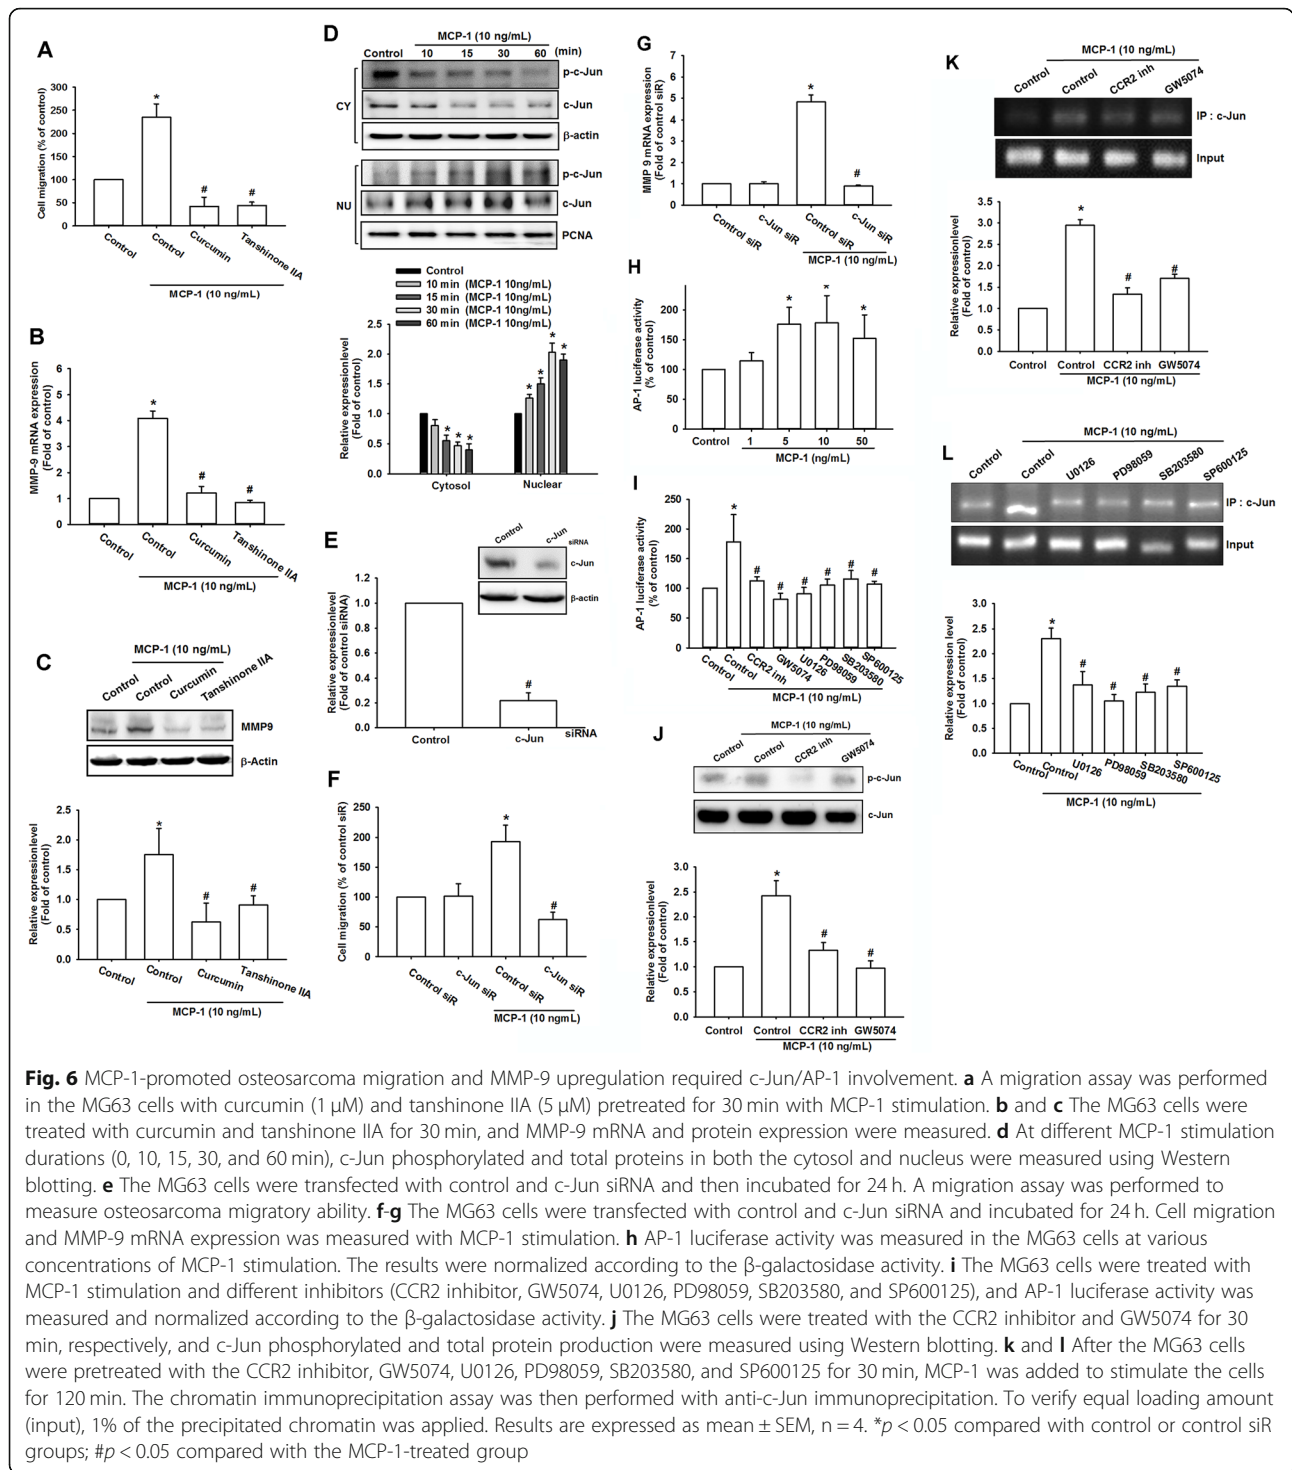 A
Cell migration (% of control)
300
250
200
150
100
50
0
*
#
#
Control
Control
Curcumin
Tanshinone IIA
MCP-1 (10 ng/mL)
B
MMP-9 mRNA expression
(Fold of control)
6
5
4
3
2
1
0
*
#
#
Control
Control
Curcumin
Tanshinone IIA
MCP-1 (10 ng/mL)
C
MCP-1 (10 ng/mL)
Control
Control
Curcumin
Tanshinone IIA
MMP9
β-Actin
Relative expressionlevel
(Fold of control)
2.5
2.0
1.5
1.0
0.5
0.0
*
#
#
Control
Control
Curcumin
Tanshinone IIA
MCP-1 (10 ng/mL)
D
MCP-1 (10 ng/mL)
Control 10 15 30 60 (min)
CY
p-c-Jun
c-Jun
β-actin
NU
p-c-Jun
c-Jun
PCNA
Control
10 min (MCP-1 10ng/mL)
15 min (MCP-1 10ng/mL)
30 min (MCP-1 10ng/mL)
60 min (MCP-1 10ng/mL)
Relative expressionlevel
(Fold of control)
2.5
2.0
1.5
1.0
0.5
0.0
* * *
* * * *
Cytosol Nuclear
E
Control c-Jun siRNA
c-Jun
β-actin
Relative expressionlevel
(Fold of control siRNA)
1.2
1.0
0.8
0.6
0.4
0.2
0.0
#
Control c-Jun siRNA
F
Cell migration (% of control siR)
250
200
150
100
50
0
*
#
Control siR
c-Jun siR
Control siR
c-Jun siR
MCP-1 (10 ngmL)
G
MMP 9 mRNA expression
(Fold of control siR)
8
7
6
5
4
3
2
1
0
*
#
Control siR
c-Jun siR
Control siR
c-Jun siR
MCP-1 (10 ng/mL)
H
AP-1 luciferase activity
(% of control)
250
200
150
100
50
0
* * *
Control 1 5 10 50
MCP-1 (ng/mL)
I
AP-1 luciferase activity
(% of control)
250
200
150
100
50
0
*
# # # # # #
Control
Control
CCR2 inh
GW5074
U0126
PD98059
SB203580
SP600125
MCP-1 (10 ng/mL)
J
MCP-1 (10 ng/mL)
Control
Control
CCR2 inh
GW5074
p-c-Jun
c-Jun
Relative expressionlevel
(Fold of control)
3.0
2.5
2.0
1.5
1.0
0.5
0.0
*
#
#
Control Control CCR2 inh GW5074
MCP-1 (10 ng/mL)
K
MCP-1 (10 ng/mL)
Control
Control
CCR2 inh
GW5074
IP : c-Jun
Input
Relative expressionlevel
(Fold of control)
3.5
3.0
2.5
2.0
1.5
1.0
0.5
0.0
*
#
#
Control Control CCR2 inh GW5074
MCP-1 (10 ng/mL)
L
MCP-1 (10 ng/mL)
Control
Control
U0126
PD98059
SB203580
SP600125
IP : c-Jun
Input
Relative expression level
(Fold of control)
3.0
2.5
2.0
1.5
1.0
0.5
0.0
*
# # # #
Control
Control
U0126
PD98059
SB203580
SP600125
MCP-1 (10 ng/mL)
Fig. 6 MCP-1-promoted osteosarcoma migration and MMP-9 upregulation required c-Jun/AP-1 involvement. a A migration assay was performed
in the MG63 cells with curcumin (1 μM) and tanshinone IIA (5 μM) pretreated for 30 min with MCP-1 stimulation. b and c The MG63 cells were
treated with curcumin and tanshinone IIA for 30 min, and MMP-9 mRNA and protein expression were measured. d At different MCP-1 stimulation
durations (0, 10, 15, 30, and 60 min), c-Jun phosphorylated and total proteins in both the cytosol and nucleus were measured using Western
blotting. e The MG63 cells were transfected with control and c-Jun siRNA and then incubated for 24 h. A migration assay was performed to
measure osteosarcoma migratory ability. f-g The MG63 cells were transfected with control and c-Jun siRNA and incubated for 24 h. Cell migration
and MMP-9 mRNA expression was measured with MCP-1 stimulation. h AP-1 luciferase activity was measured in the MG63 cells at various
concentrations of MCP-1 stimulation. The results were normalized according to the β-galactosidase activity. i The MG63 cells were treated with
MCP-1 stimulation and different inhibitors (CCR2 inhibitor, GW5074, U0126, PD98059, SB203580, and SP600125), and AP-1 luciferase activity was
measured and normalized according to the β-galactosidase activity. j The MG63 cells were treated with the CCR2 inhibitor and GW5074 for 30
min, respectively, and c-Jun phosphorylated and total protein production were measured using Western blotting. k and l After the MG63 cells
were pretreated with the CCR2 inhibitor, GW5074, U0126, PD98059, SB203580, and SP600125 for 30 min, MCP-1 was added to stimulate the cells
for 120 min. The chromatin immunoprecipitation assay was then performed with anti-c-Jun immunoprecipitation. To verify equal loading amount
(input), 1% of the precipitated chromatin was applied. Results are expressed as mean ± SEM, n = 4. *p < 0.05 compared with control or control siR
groups; #p < 0.05 compared with the MCP-1-treated group